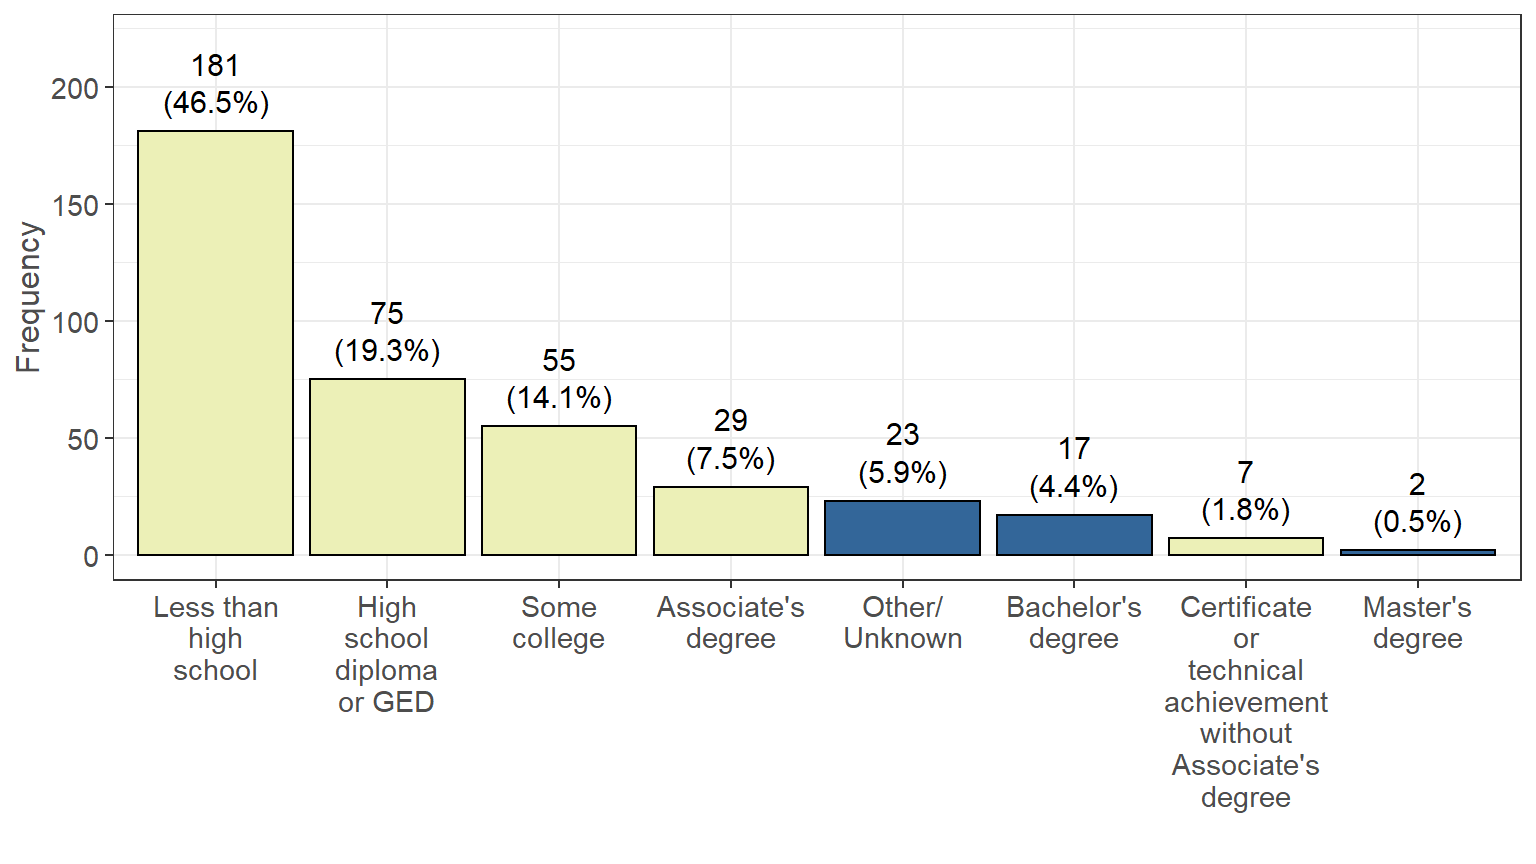 181
(46.5%)
200
150
75
(19.3%)
100
55
(14.1%)
29
(7.5%)
50
23
(5.9%)
17
(4.4%)
7
(1.8%)
2
(0.5%)
0
Frequency
Less than
high
school
High
school
diploma
or GED
Some
college
Associate's
degree
Other/
Unknown
Bachelor's
degree
Certificate
or
technical
achievement
without
Associate's
degree
Master's
degree